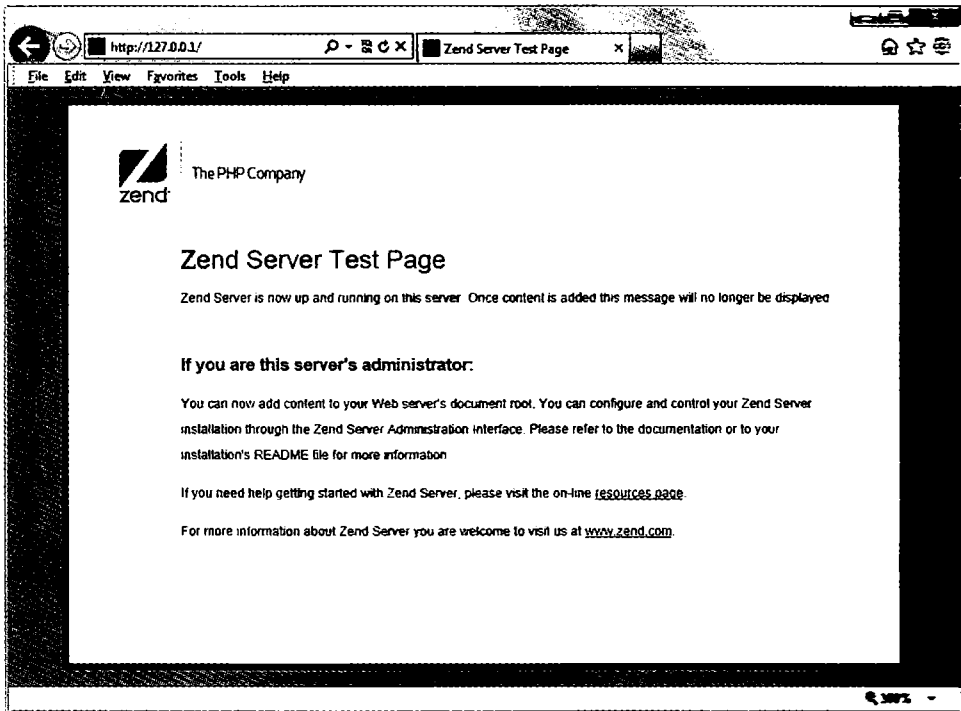 http://127.0.0.1/
Zend Server Test Page
File Edit View Favorites Tools Help
zend
The PHP Company
Zend Server Test Page
Zend Server is now up and running on this server Once content is added this message will no longer be displayed
If you are this server's administrator:
You can now add content to your Web server's document root. You can configure and control your Zend Server
installation through the Zend Server Administration interface. Please refer to the documentation or to your
installation's README file for more information
If you need help getting started with Zend Server, please visit the on-line resources page.
For more information about Zend Server you are welcome to visit us at www.zend.com.